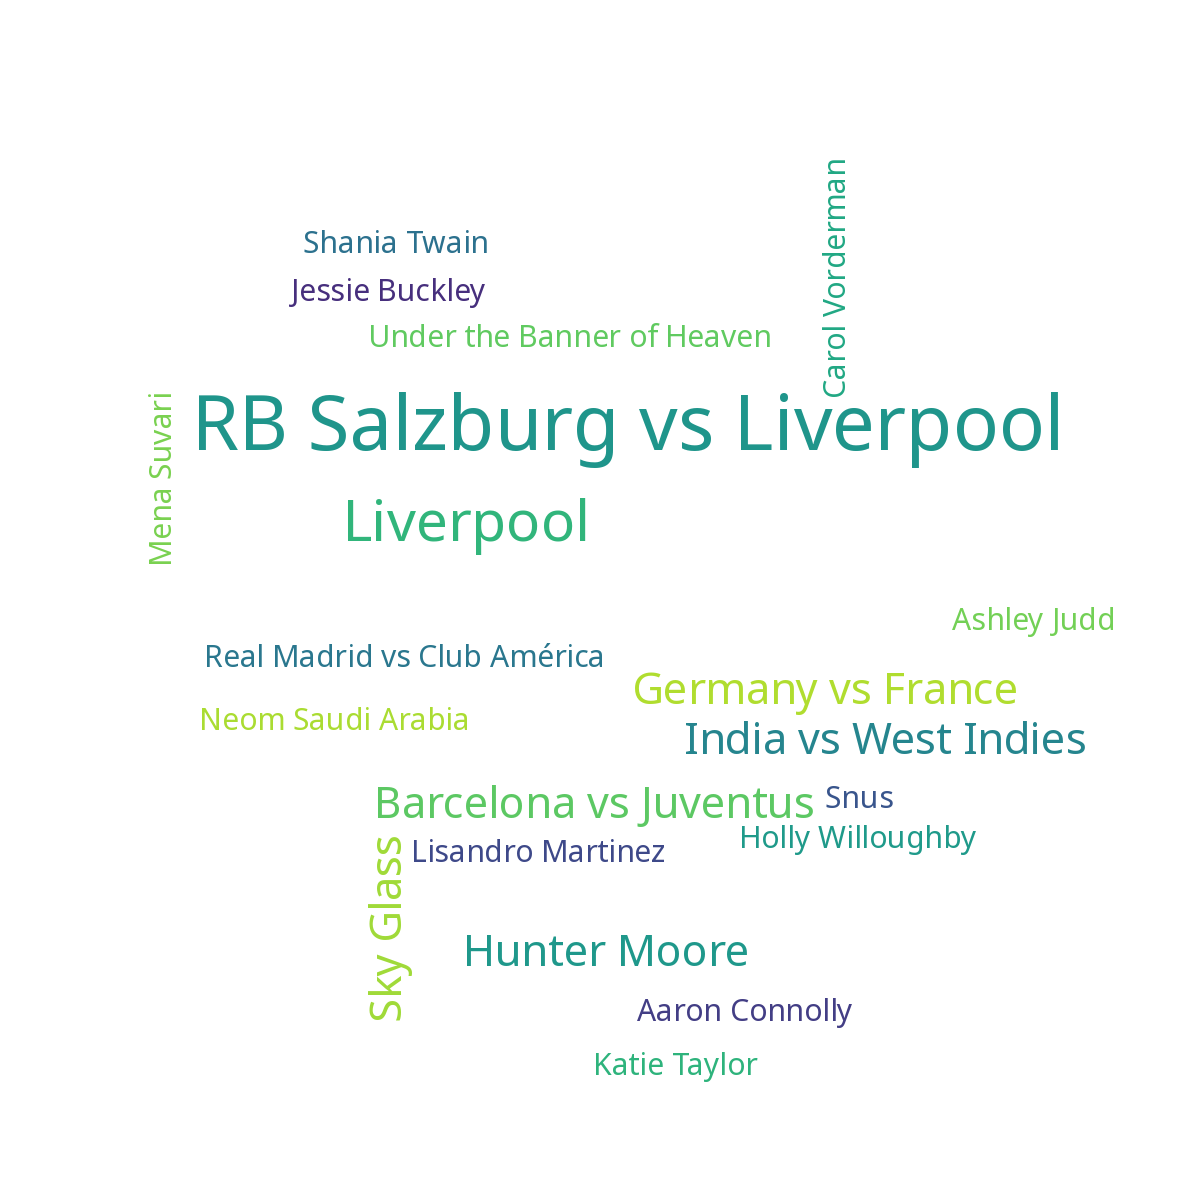 Carol Vorderman
Shania Twain
Jessie Buckley
Under the Banner of Heaven
RB Salzburg vs Liverpool
Mena Suvari
Liverpool
Ashley Judd
Real Madrid vs Club América
Germany vs France
Neom Saudi Arabia
India vs West Indies
Barcelona vs Juventus
Snus
Holly Willoughby
Lisandro Martinez
Sky Glass
Hunter Moore
Aaron Connolly
Katie Taylor